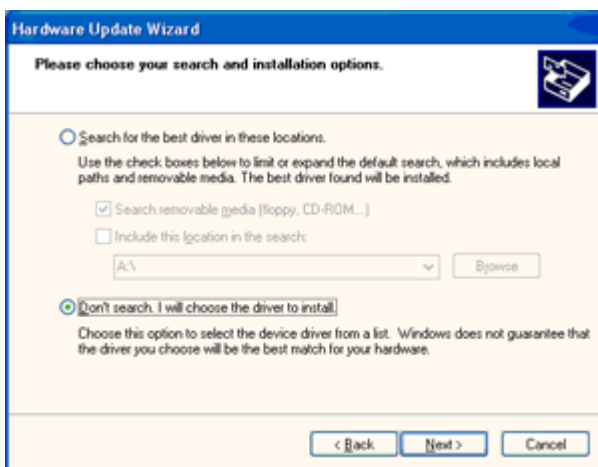 Hardware Update Wizard
Please choose your search and installation options.
Search for the best driver in these locations.
Use the check boxes below to limit or expand the default search, which includes local
paths and removable media. The best driver found will be installed.
Search removable media (floppy, CD-ROM...)
Include this location in the search:
A:\
Browse
Don't search. I will choose the driver to install.
Choose this option to select the device driver from a list. Windows does not guarantee that
the driver you choose will be the best match for your hardware.
< Back
Next >
Cancel